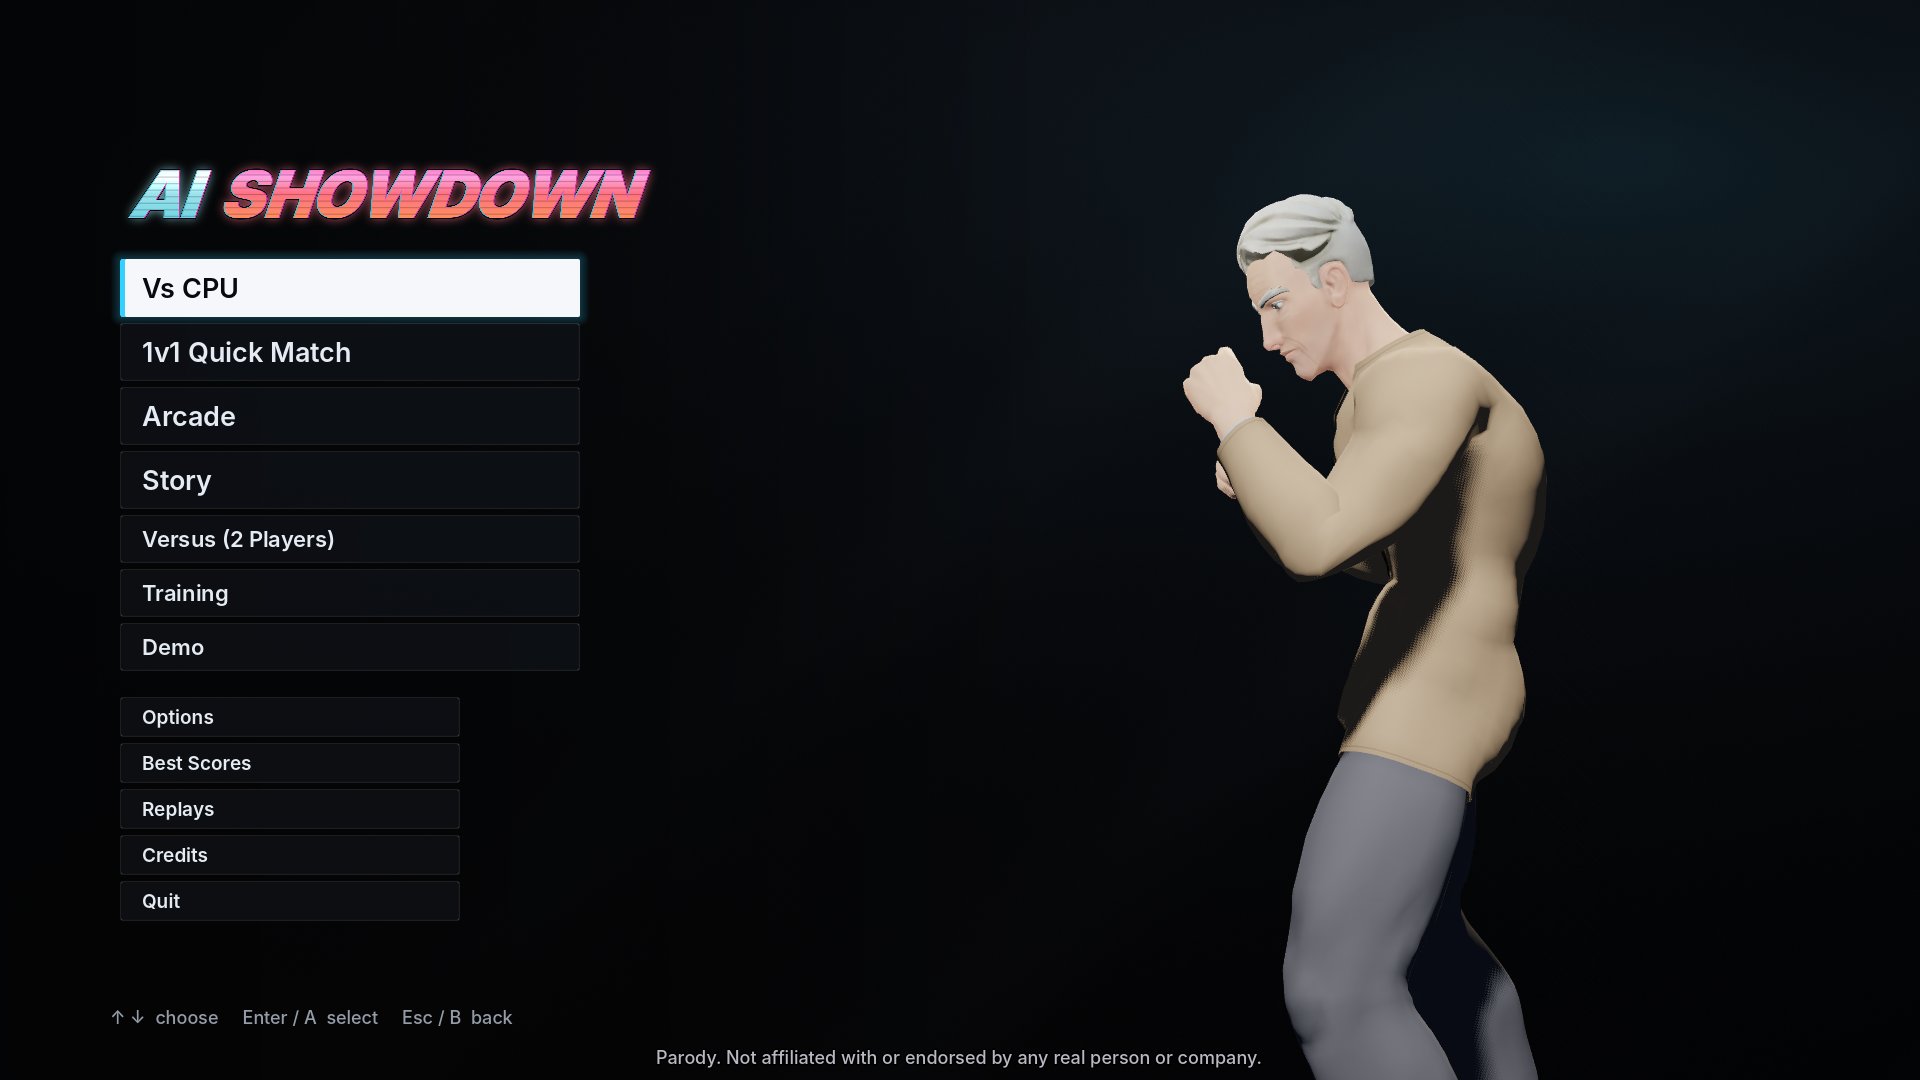 AI SHOWDOWN
Vs CPU
1v1 Quick Match
Arcade
Story
Versus (2 Players)
Training
Demo
Options
Best Scores
Replays
Credits
Quit
↑ ↓ choose Enter / A select Esc / B back
Parody. Not affiliated with or endorsed by any real person or company.